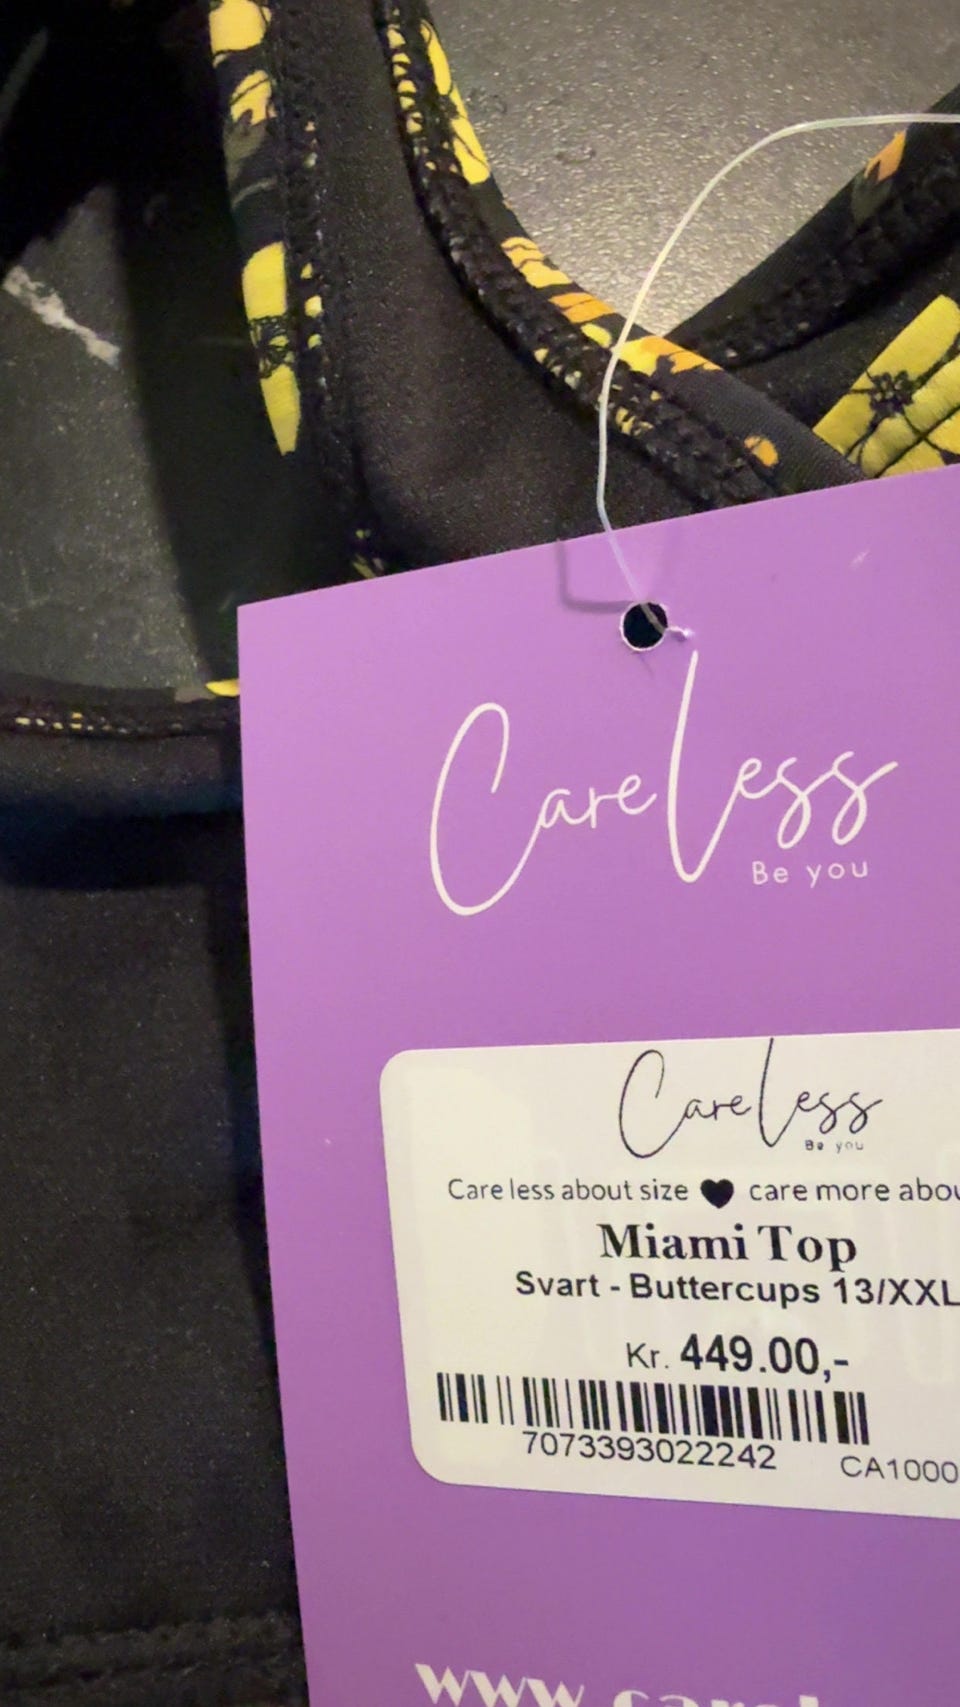 Careless
Be you
Careless
Be you
Care less about size ♥ care more abou
Miami Top
Svart - Buttercups 13/XXL
Kr. 449.00,-
7073393022242
CA1000
www.